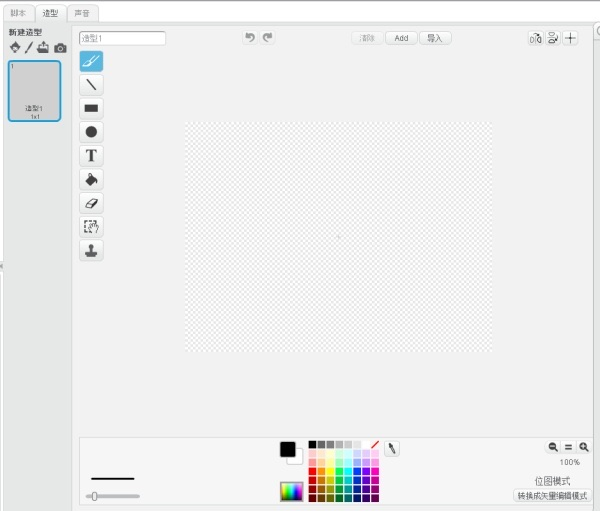 脚本 造型 声音
新建造型
造型1
清除 Add 导入
1
造型1
1x1
T
100%
位图模式
转换成矢量编辑模式